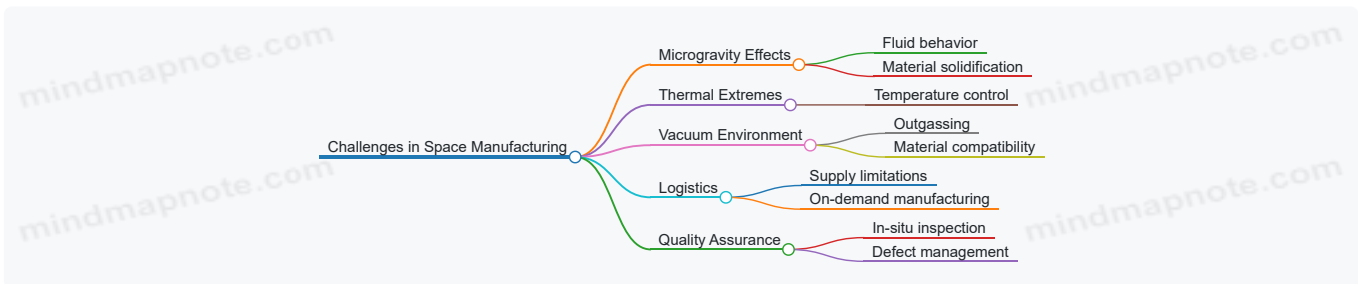 mindmapnote.com
mindmapnote.com
Challenges in Space Manufacturing
Microgravity Effects
Fluid behavior
Material solidification
Thermal Extremes
Temperature control
Vacuum Environment
Outgassing
Material compatibility
Logistics
Supply limitations
On-demand manufacturing
Quality Assurance
In-situ inspection
Defect management
mindmapnote.com
mindmapnote.com